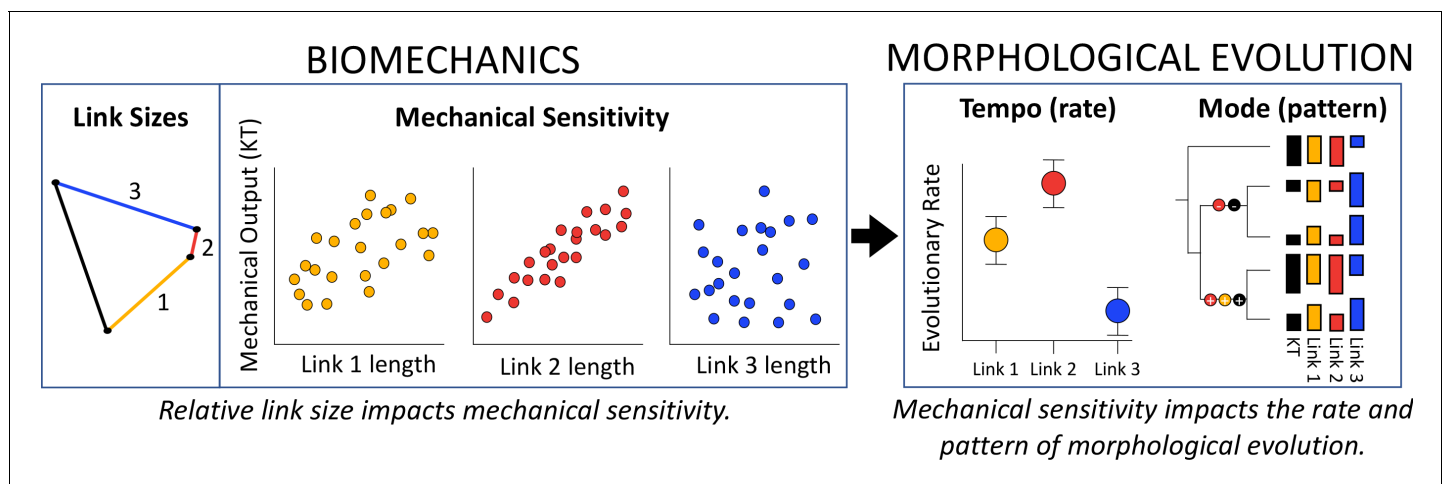 BIOMECHANICS
MORPHOLOGICAL EVOLUTION
Link Sizes
3
2
1
Mechanical Sensitivity
Mechanical Output (KT)
Link 1 length
Link 2 length
Link 3 length
Tempo (rate)
Evolutionary Rate
Link 1
Link 2
Link 3
Mode (pattern)
- -
+ + +
KT
Link 1
Link 2
Link 3
Relative link size impacts mechanical sensitivity.
Mechanical sensitivity impacts the rate and
pattern of morphological evolution.